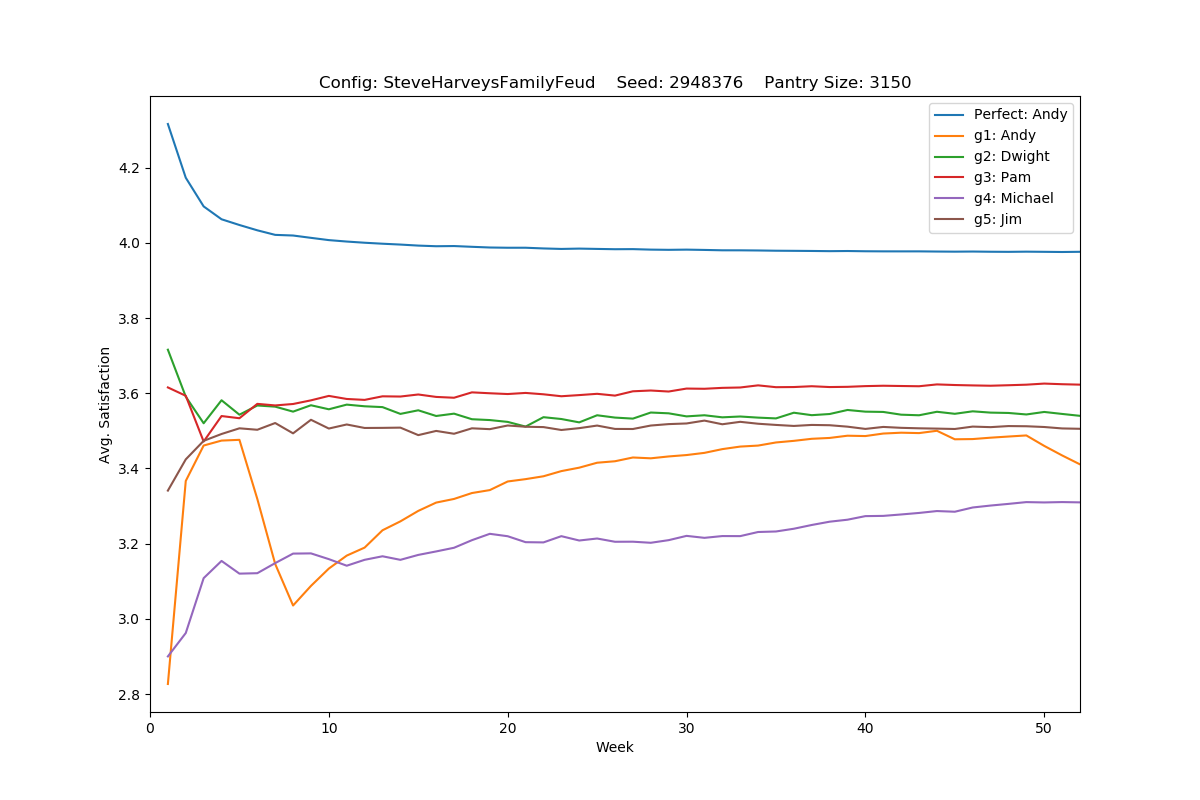 Config: SteveHarveysFamilyFeud    Seed: 2948376    Pantry Size: 3150
Perfect: Andy
g1: Andy
g2: Dwight
g3: Pam
g4: Michael
g5: Jim
Avg. Satisfaction
4.2
4.0
3.8
3.6
3.4
3.2
3.0
2.8
0 10 20 30 40 50
Week